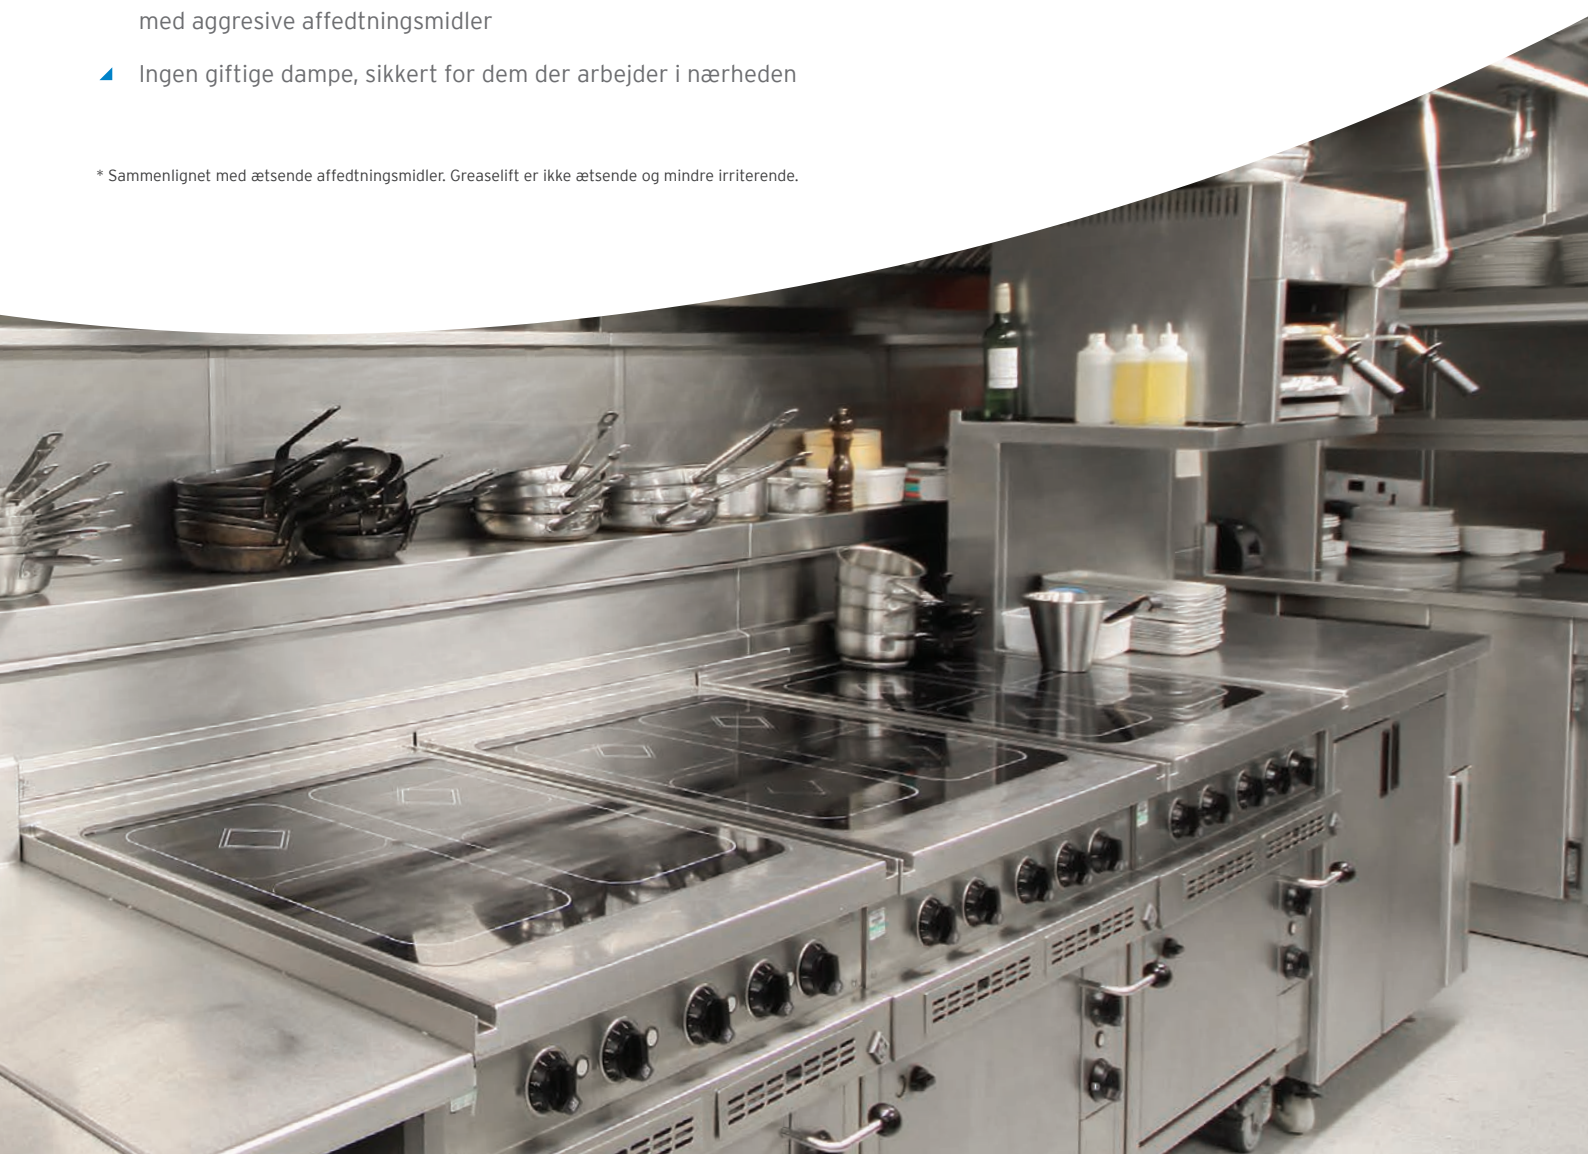 med aggresive affedtningsmidler
Ingen giftige dampe, sikkert for dem der arbejder i nærheden
* Sammenlignet med ætsende affedtningsmidler. Greaselift er ikke ætsende og mindre irriterende.